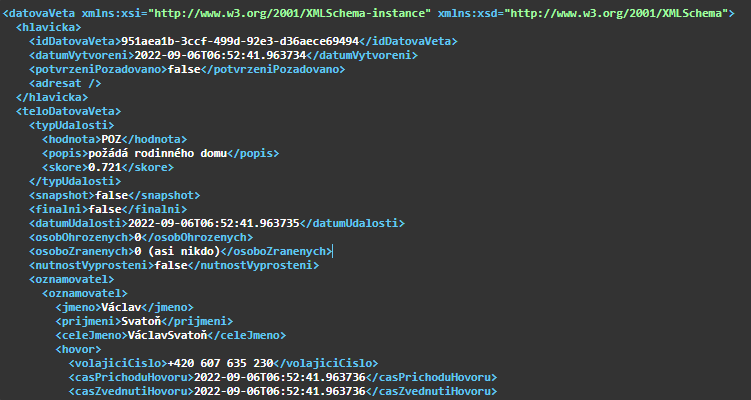 <datovaVeta xmlns:xsi="http://www.w3.org/2001/XMLSchema-instance" xmlns:xsd="http://www.w3.org/2001/XMLSchema">
<hlavicka>
<idDatovaVeta>951aea1b-3ccf-499d-92e3-d36aece69494</idDatovaVeta>
<datumVytvoreni>2022-09-06T06:52:41.963734</datumVytvoreni>
<potvrzeniPozadovano>false</potvrzeniPozadovano>
<adresat />
</hlavicka>
<teloDatovaVeta>
<typUdalosti>
<hodnota>POZ</hodnota>
<popis>požádá rodinného domu</popis>
<skore>0.721</skore>
</typUdalosti>
<snapshot>false</snapshot>
<finalni>false</finalni>
<datumUdalosti>2022-09-06T06:52:41.963735</datumUdalosti>
<osobOhrozenych>0</osobOhrozenych>
<osoboZranenych>0 (asi nikdo)</osoboZranenych>
<nutnostVyprosteni>false</nutnostVyprosteni>
<oznamovatel>
<oznamovatel>
<jmeno>Václav</jmeno>
<prijmeni>Svatoň</prijmeni>
<celeJmeno>VáclavSvatoň</celeJmeno>
<hovor>
<volajiciCislo>+420 607 635 230</volajiciCislo>
<casPrichoduHovoru>2022-09-06T06:52:41.963736</casPrichoduHovoru>
<casZvednutiHovoru>2022-09-06T06:52:41.963736</casZvednutiHovoru>